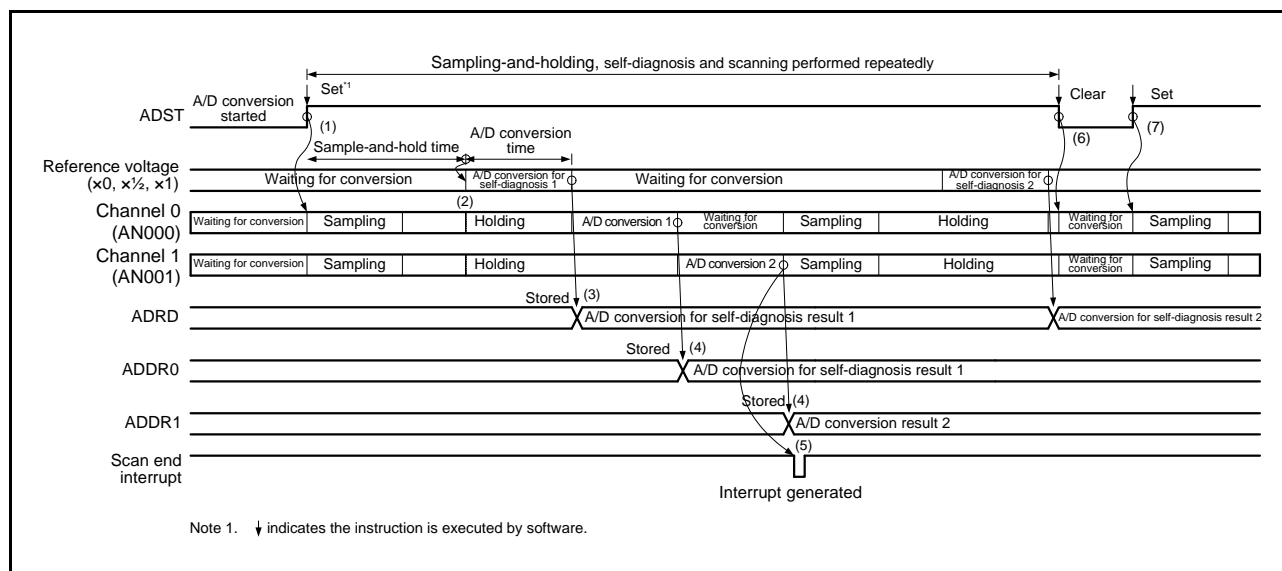 Sampling-and-holding, self-diagnosis and scanning performed repeatedly
ADST
A/D conversion
started
Set*1
(1)
Clear
(6)
Set
(7)
Sample-and-hold time
A/D conversion
time
Reference voltage
(×0, ×½, ×1)
Waiting for conversion
A/D conversion for
self-diagnosis 1
Waiting for conversion
A/D conversion for
self-diagnosis 2
(2)
Channel 0
(AN000)
Waiting for conversion
Sampling
Holding
A/D conversion 1
Waiting for
conversion
Sampling
Holding
Waiting for
conversion
Sampling
Channel 1
(AN001)
Waiting for conversion
Sampling
Holding
A/D conversion 2
Sampling
Holding
Waiting for
conversion
Sampling
ADRD
Stored
(3)
A/D conversion for self-diagnosis result 1
A/D conversion for self-diagnosis result 2
ADDR0
Stored
(4)
A/D conversion for self-diagnosis result 1
ADDR1
Stored
(4)
A/D conversion result 2
Scan end
interrupt
(5)
Interrupt generated
Note 1. indicates the instruction is executed by software.